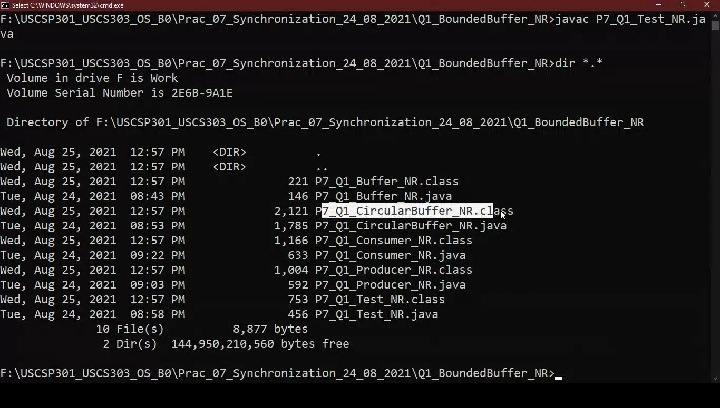 Select C:\WINDOWS\system32\cmd.exe
F:\USCSP301_USCS303_OS_B0\Prac_07_Synchronization_24_08_2021\Q1_BoundedBuffer_NR>javac P7_Q1_Test_NR.ja
va
F:\USCSP301_USCS303_OS_B0\Prac_07_Synchronization_24_08_2021\Q1_BoundedBuffer_NR>dir *.*
Volume in drive F is Work
Volume Serial Number is 2E6B-9A1E
Directory of F:\USCSP301_USCS303_OS_B0\Prac_07_Synchronization_24_08_2021\Q1_BoundedBuffer_NR
Wed, Aug 25, 2021 12:57 PM <DIR> .
Wed, Aug 25, 2021 12:57 PM <DIR> ..
Wed, Aug 25, 2021 12:57 PM 221 P7_Q1_Buffer_NR.class
Tue, Aug 24, 2021 08:43 PM 146 P7_Q1_Buffer_NR.java
Wed, Aug 25, 2021 12:57 PM 2,121 P7_Q1_CircularBuffer_NR.class
Tue, Aug 24, 2021 08:53 PM 1,785 P7_Q1_CircularBuffer_NR.java
Wed, Aug 25, 2021 12:57 PM 1,166 P7_Q1_Consumer_NR.class
Tue, Aug 24, 2021 09:22 PM 633 P7_Q1_Consumer_NR.java
Wed, Aug 25, 2021 12:57 PM 1,004 P7_Q1_Producer_NR.class
Tue, Aug 24, 2021 09:03 PM 592 P7_Q1_Producer_NR.java
Wed, Aug 25, 2021 12:57 PM 753 P7_Q1_Test_NR.class
Tue, Aug 24, 2021 08:58 PM 456 P7_Q1_Test_NR.java
10 File(s) 8,877 bytes
2 Dir(s) 144,950,210,560 bytes free
F:\USCSP301_USCS303_OS_B0\Prac_07_Synchronization_24_08_2021\Q1_BoundedBuffer_NR>_